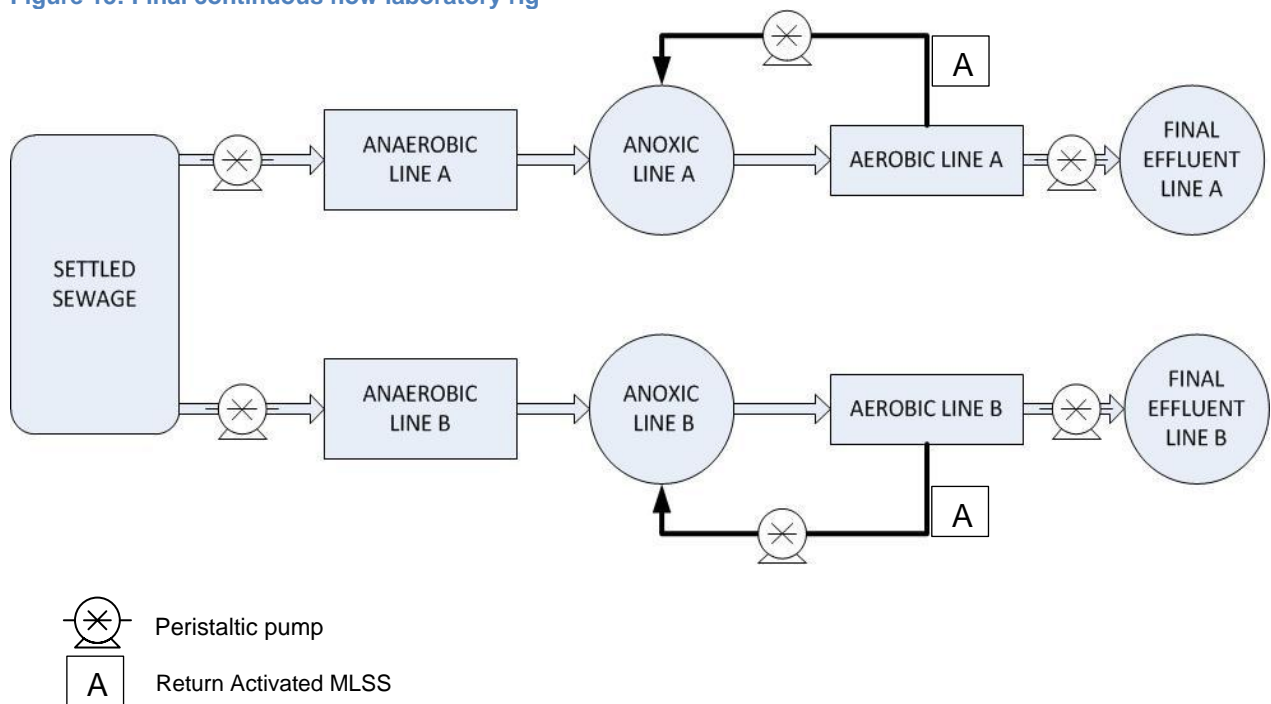 Figure Final continuous flow laboratory rig
A
ANAEROBIC
LINE A
ANOXIC
LINE A
AEROBIC LINE A
FINAL
EFFLUENT
LINE A
SETTLED
SEWAGE
ANAEROBIC
LINE B
ANOXIC
LINE B
AEROBIC LINE B
FINAL
EFFLUENT
LINE B
A
Peristaltic pump
A Return Activated MLSS